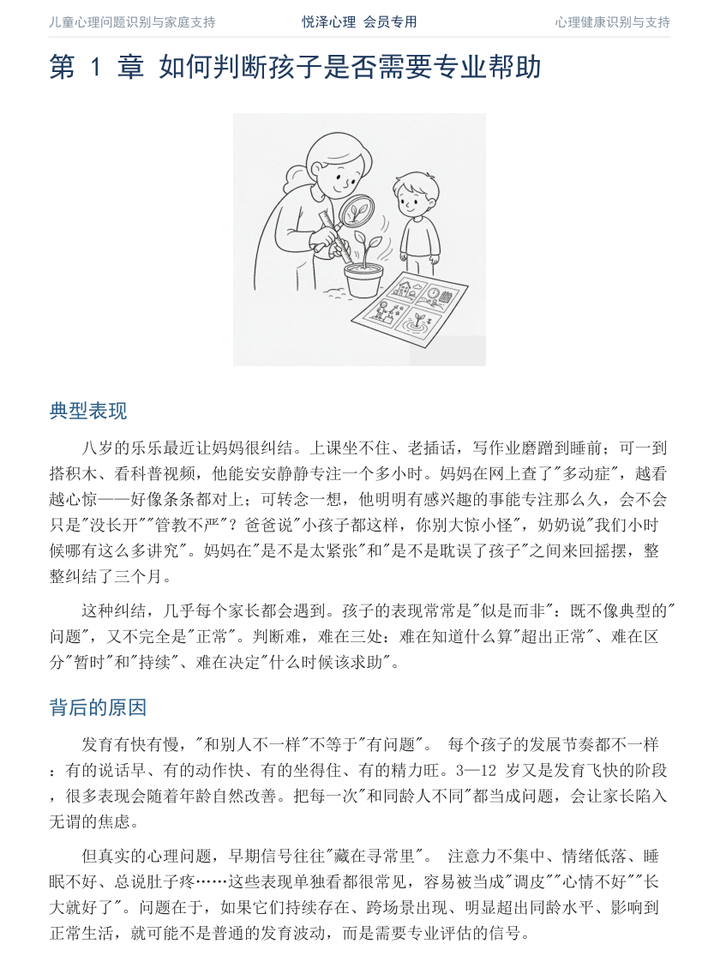 儿童心理问题识别与家庭支持
悦泽心理 会员专用
心理健康识别与支持
第 1 章 如何判断孩子是否需要专业帮助
典型表现
八岁的乐乐最近让妈妈很纠结。上课坐不住、老插话，写作业磨蹭到睡前；可一到
搭积木、看科普视频，他能安安静静专注一个多小时。妈妈在网上查了"多动症"，越看
越心惊——好像条条都对上；可转念一想，他明明有感兴趣的事能专注那么久，会不会
只是"没长开""管教不严"？爸爸说"小孩子都这样，你别大惊小怪"，奶奶说"我们小时
候哪有这么多讲究"。妈妈在"是不是太紧张"和"是不是耽误了孩子"之间来回摇摆，整
整纠结了三个月。
这种纠结，几乎每个家长都会遇到。孩子的表现常常是"似是而非"：既不像典型的"
问题"，又不完全是"正常"。判断难，难在三处：难在知道什么算"超出正常"、难在区
分"暂时"和"持续"、难在决定"什么时候该求助"。
背后的原因
发育有快有慢，"和别人不一样"不等于"有问题"。 每个孩子的发展节奏都不一样
：有的说话早、有的动作快、有的坐得住、有的精力旺。3—12 岁又是发育飞快的阶段
，很多表现会随着年龄自然改善。把每一次"和同龄人不同"都当成问题，会让家长陷入
无谓的焦虑。
但真实的心理问题，早期信号往往"藏在寻常里"。 注意力不集中、情绪低落、睡
眠不好、总说肚子疼……这些表现单独看都很常见，容易被当成"调皮""心情不好""长
大就好了"。问题在于，如果它们持续存在、跨场景出现、明显超出同龄水平、影响到
正常生活，就可能不是普通的发育波动，而是需要专业评估的信号。